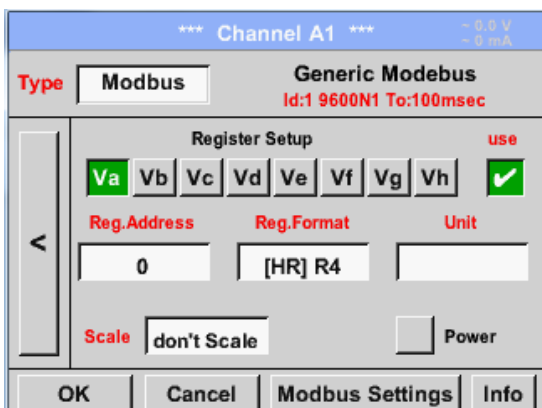 *** Channel A1 ***
~ 0.0 V
~ 0 mA
Type Modbus
Generic Modebus
Id:1 9600N1 To:100msec
Register Setup
use
Va Vb Vc Vd Ve Vf Vg Vh
Reg.Address Reg.Format Unit
<
0 [HR] R4
Scale don't Scale Power
OK Cancel Modbus Settings Info